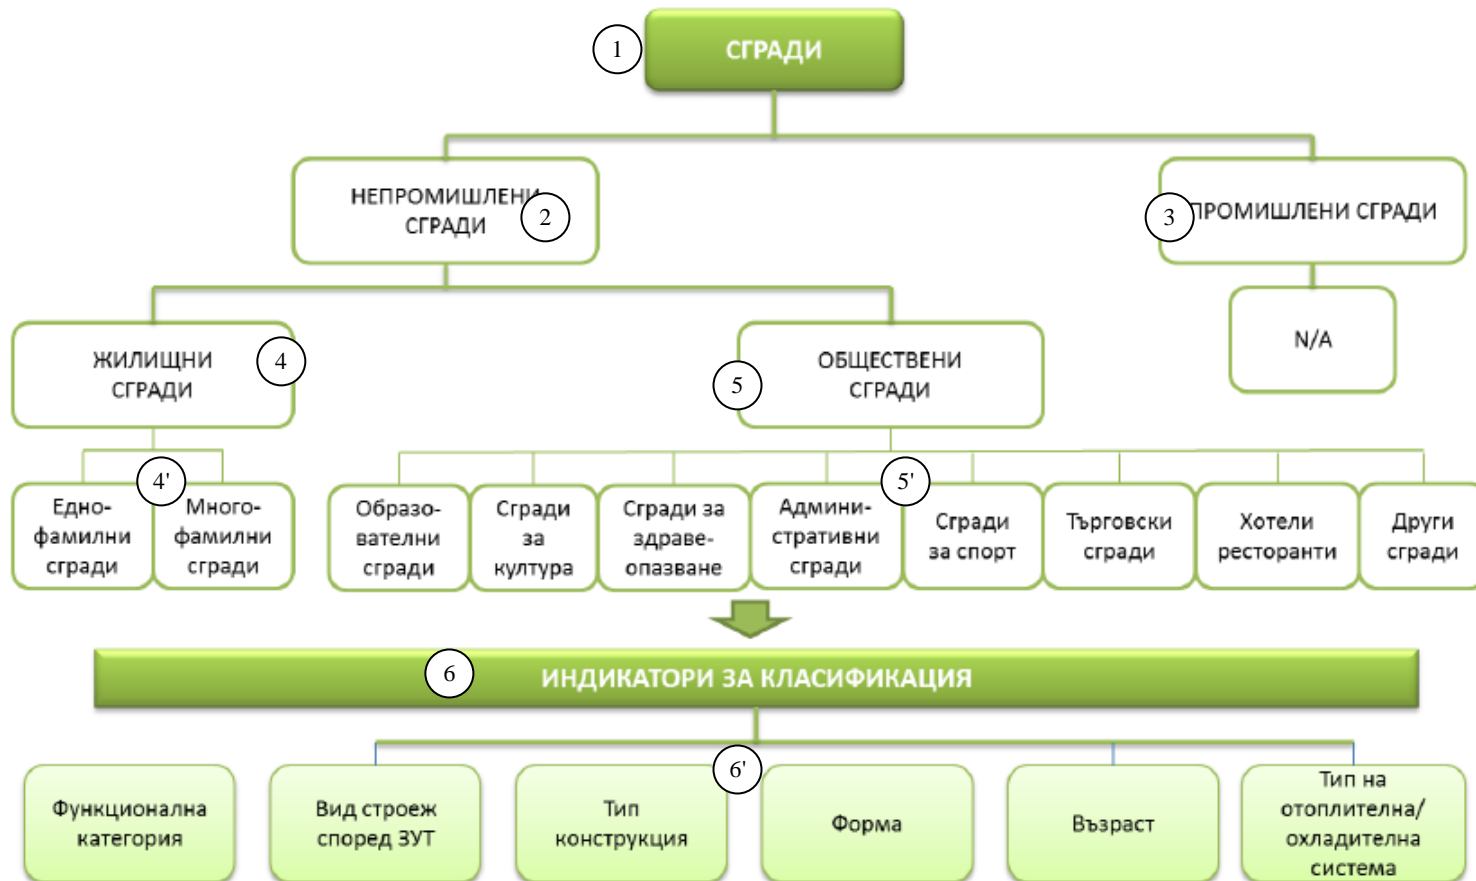 1
СГРАДИ
НЕПРОМИШЛЕНИ
СГРАДИ
2
3
ПРОМИШЛЕНИ СГРАДИ
ЖИЛИЩНИ
СГРАДИ
4
5
ОБЩЕСТВЕНИ
СГРАДИ
N/A
4'
5'
Едно-
фамилни
сгради
Много-
фамилни
сгради
Образо-
вателни
сгради
Сгради
за
култура
Сгради за
здраве-
опазване
Админи-
стративни
сгради
Сгради
за спорт
Търговски
сгради
Хотели
ресторанти
Други
сгради
6
ИНДИКАТОРИ ЗА КЛАСИФИКАЦИЯ
6'
Функционална
категория
Вид строеж
според ЗУТ
Тип
конструкция
Форма
Възраст
Тип на
отоплителна/
охладителна
система